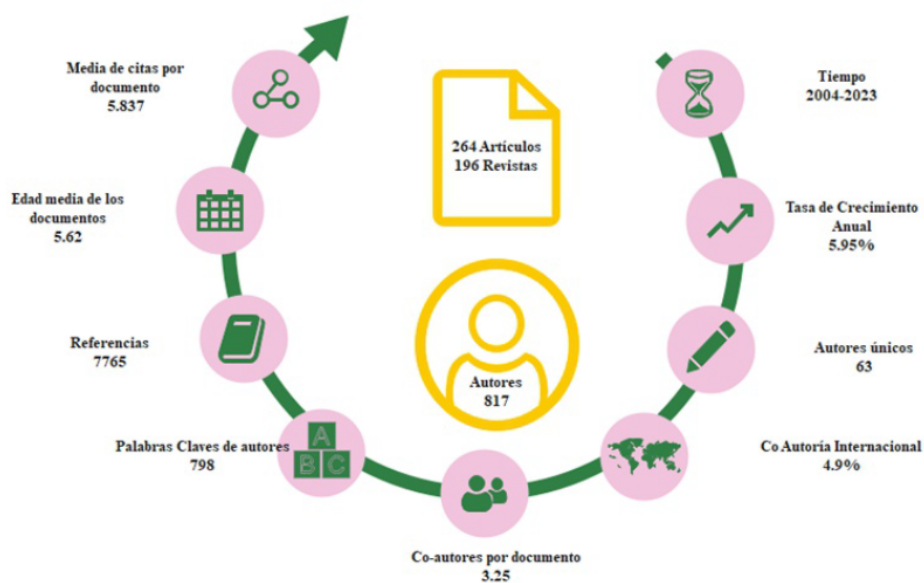 Media de citas por
documento
5.837
Tiempo
2004-2023
264 Artículos
196 Revistas
Edad media de los
documentos
5.62
Tasa de Crecimiento
Anual
5.95%
Referencias
7765
Autores
817
Autores únicos
63
Palabras Claves de autores
798
A
B C
Co Autoría Internacional
4.9%
Co-autores por documento
3.25